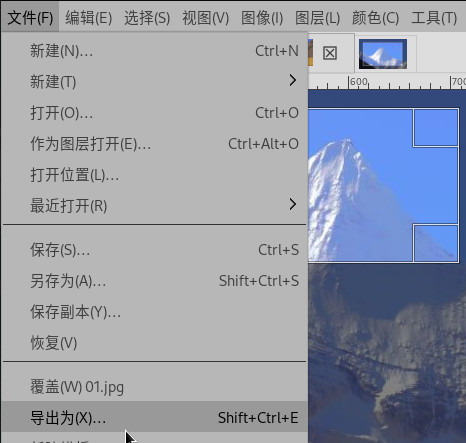 文件(F) 编辑(E) 选择(S) 视图(V) 图像(I) 图层(L) 颜色(C) 工具(T)
新建(N)... Ctrl+N
新建(T)
打开(O)... Ctrl+O
作为图层打开(E)... Ctrl+Alt+O
打开位置(L)...
最近打开(R)
保存(S)... Ctrl+S
另存为(A)... Shift+Ctrl+S
保存副本(Y)...
恢复(V)
覆盖(W) 01.jpg
导出为(X)... Shift+Ctrl+E
600 700